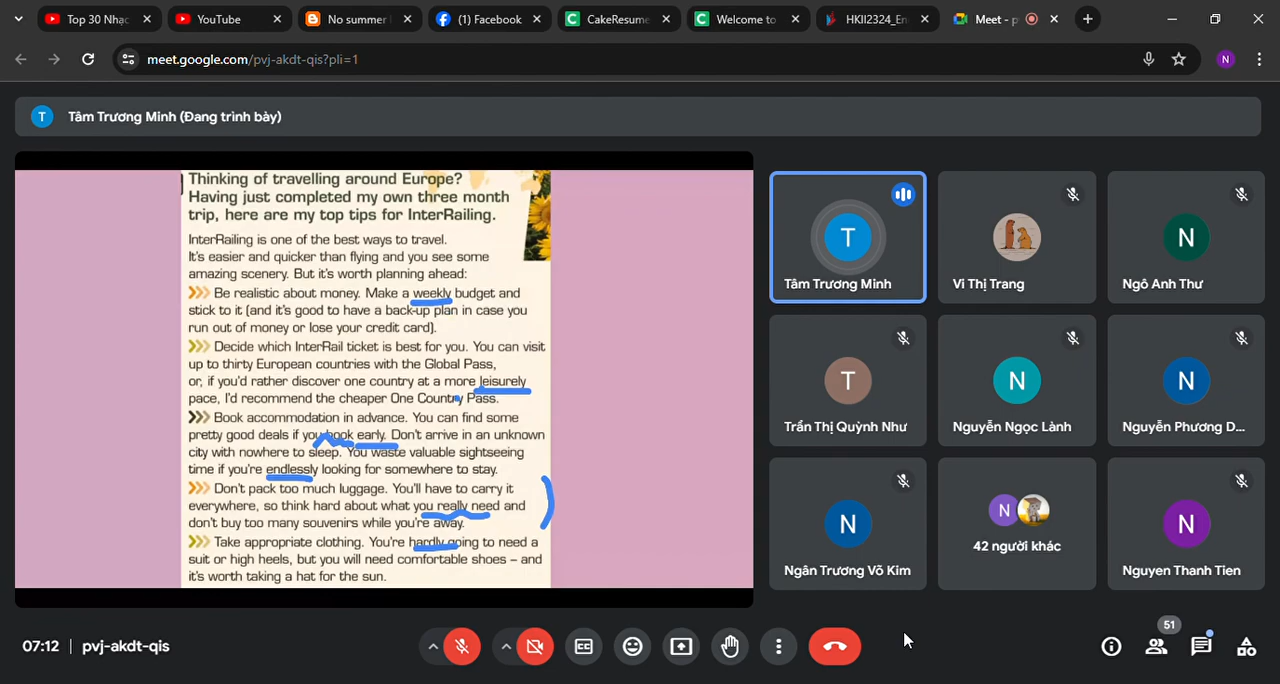 Top 30 Nhạc
YouTube
No summer
(1) Facebook
CakeResume
Welcome to
HKII2324_En
Meet - p
meet.google.com/pvj-akdt-qis?pli=1
N
T
Tâm Trương Minh (Đang trình bày)
Thinking of travelling around Europe?
Having just completed my own three month
trip, here are my top tips for InterRailing.
InterRailing is one of the best ways to travel.
It's easier and quicker than flying and you see some
amazing scenery. But it's worth planning ahead:
Be realistic about money. Make a weekly budget and
stick to it (and it's good to have a back-up plan in case you
run out of money or lose your credit card).
Decide which InterRail ticket is best for you. You can visit
up to thirty European countries with the Global Pass,
or, if you'd rather discover one country at a more leisurely
pace, I'd recommend the cheaper One Country Pass.
Book accommodation in advance. You can find some
pretty good deals if you book early. Don't arrive in an unknown
city with nowhere to sleep. You waste valuable sightseeing
time if you're endlessly looking for somewhere to stay.
Don't pack too much luggage. You'll have to carry it
everywhere, so think hard about what you really need and
don't buy too many souvenirs while you're away.
Take appropriate clothing. You're hardly going to need a
suit or high heels, but you will need comfortable shoes – and
it's worth taking a hat for the sun.
T
Tâm Trương Minh
Vi Thị Trang
N
Ngô Anh Thư
T
Trần Thị Quỳnh Như
N
Nguyễn Ngọc Lành
N
Nguyễn Phương D...
N
Ngân Trương Võ Kim
N
42 người khác
N
Nguyen Thanh Tien
07:12 | pvj-akdt-qis
51